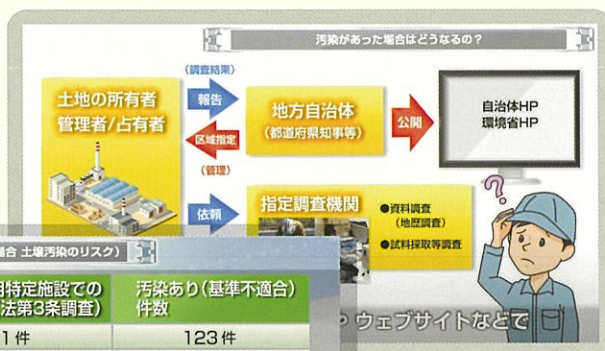 汚染があった場合はどうなるの？
土地の所有者
管理者/占有者
〈調査結果〉
報告
区域指定
〈管理〉
依頼
地方自治体
（都道府県知事等）
公開
自治体HP
環境省HP
指定調査機関
●資料調査
（地歴調査）
●試料採取等調査
場合 土壌汚染のリスク）
用特定施設での
法第3条調査）
汚染あり（基準不適合）
件数
1件
123件
ウェブサイトなどで